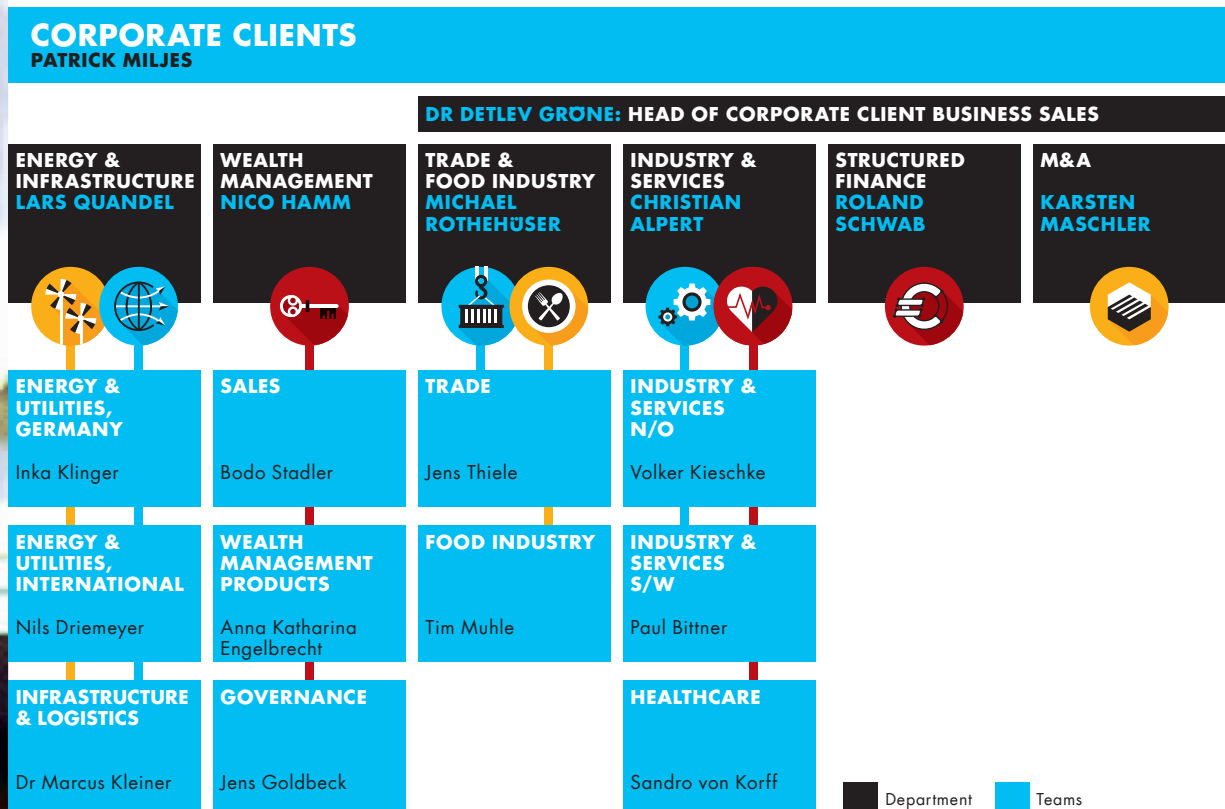 CORPORATE CLIENTS
PATRICK MILJES
DR DETLEV GRÖNE: HEAD OF CORPORATE CLIENT BUSINESS SALES
ENERGY &
INFRASTRUCTURE
LARS QUANDEL
WEALTH
MANAGEMENT
NICO HAMM
TRADE &
FOOD INDUSTRY
MICHAEL
ROTHEHÜSER
INDUSTRY &
SERVICES
CHRISTIAN
ALPERT
STRUCTURED
FINANCE
ROLAND
SCHWAB
M&A
KARSTEN
MASCHLER
ENERGY &
UTILITIES,
GERMANY
Inka Klinger
SALES
Bodo Stadler
TRADE
Jens Thiele
INDUSTRY &
SERVICES
N/O
Volker Kieschke
ENERGY &
UTILITIES,
INTERNATIONAL
Nils Driemeyer
WEALTH
MANAGEMENT
PRODUCTS
Anna Katharina
Engelbrecht
FOOD INDUSTRY
Tim Muhle
INDUSTRY &
SERVICES
S/W
Paul Bittner
INFRASTRUCTURE
& LOGISTICS
Dr Marcus Kleiner
GOVERNANCE
Jens Goldbeck
HEALTHCARE
Sandro von Korff
Department
Teams